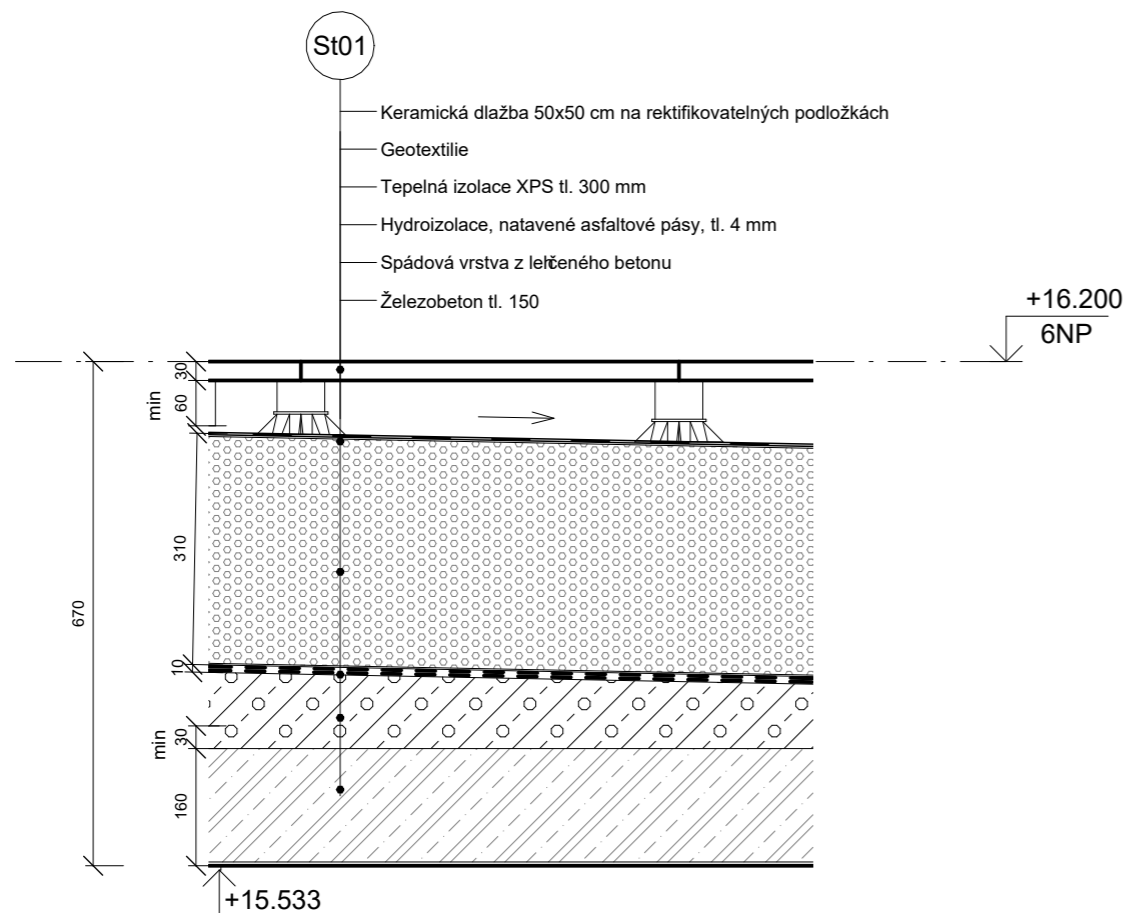 St01
Keramická dlažba 50x50 cm na rektifikovatelných podložkách
Geotextilie
Tepelná izolace XPS tl. 300 mm
Hydroizolace, natavené asfaltové pásy, tl. 4 mm
Spádová vrstva z lehčeného betonu
Železobeton tl. 150
+16.200
6NP
30
min
60
310
670
10
min
30
160
+15.533